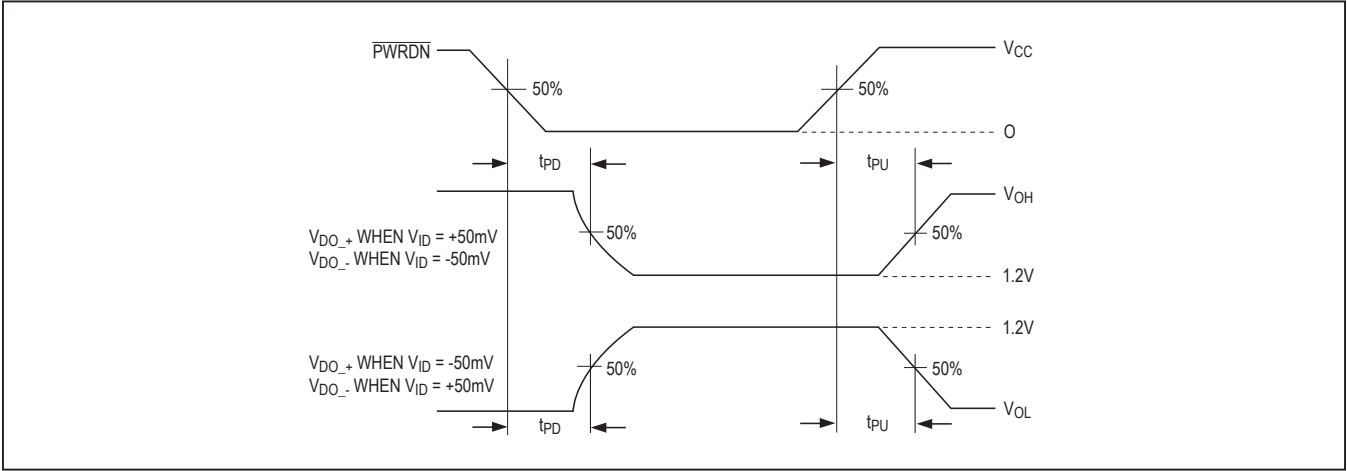 PWRDN
VCC
50%
50%
O
tPD
tPU
VOH
VDO_+ WHEN VID = +50mV
VDO_- WHEN VID = -50mV
50%
50%
1.2V
1.2V
VDO_+ WHEN VID = -50mV
VDO_- WHEN VID = +50mV
50%
50%
VOL
tPD
tPU